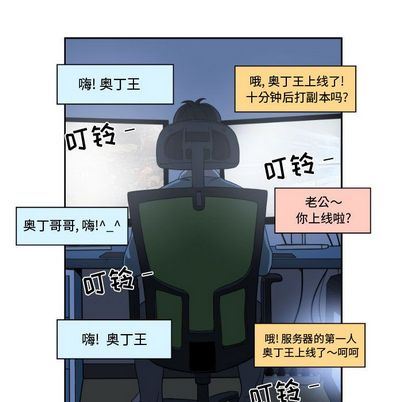 嗨! 奥丁王
哦, 奥丁王上线了!
十分钟后打副本吗?
叮铃~
叮铃~
老公~
你上线啦?
奥丁哥哥, 嗨!^_^
叮铃~
嗨! 奥丁王
哦! 服务器的第一人
奥丁王上线了~呵呵
叮铃~